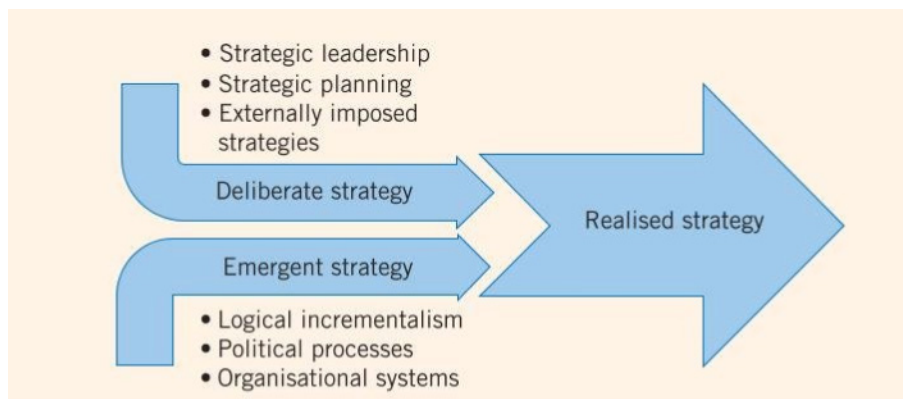 • Strategic leadership
• Strategic planning
• Externally imposed
strategies
Deliberate strategy
Realised strategy
Emergent strategy
• Logical incrementalism
• Political processes
• Organisational systems